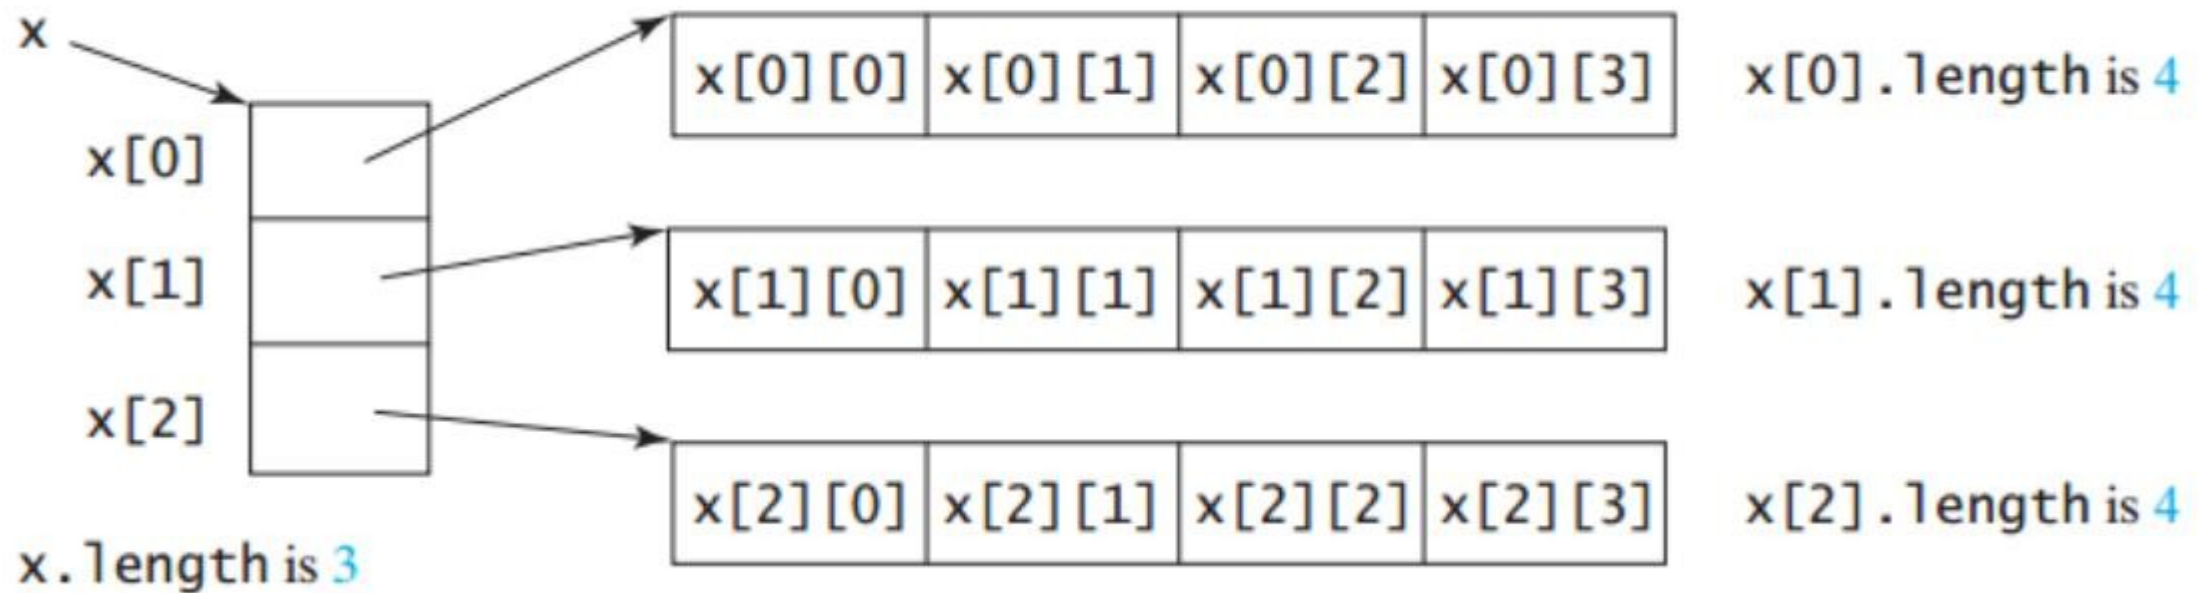 x
x[0]
x[1]
x[2]
x.length is 3
x[0][0] x[0][1] x[0][2] x[0][3] x[0].length is 4
x[1][0] x[1][1] x[1][2] x[1][3] x[1].length is 4
x[2][0] x[2][1] x[2][2] x[2][3] x[2].length is 4